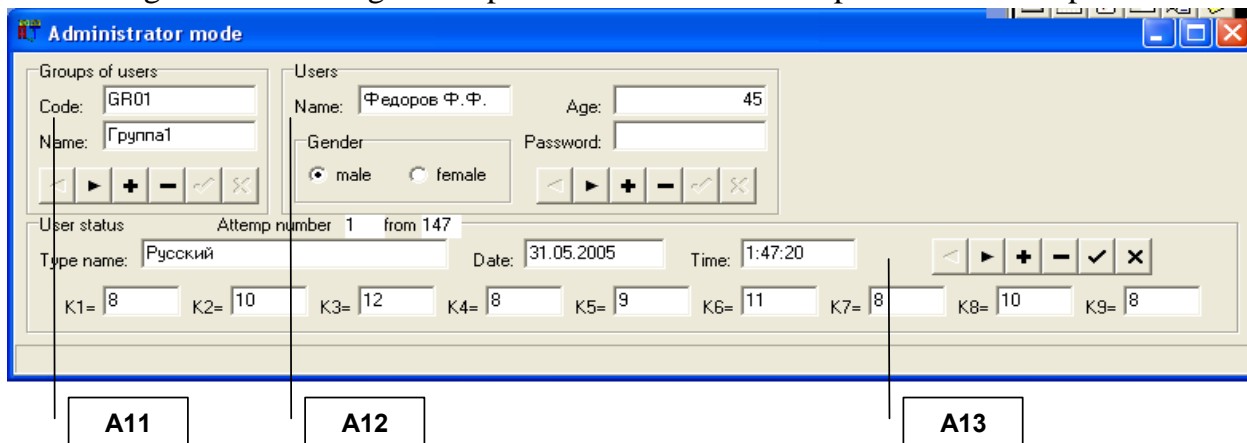 Administrator mode
Groups of users
Code: GR01
Name: Группа1
Users
Name: Федоров Ф.Ф.
Age: 45
Gender
male female
Password:
User status Attemp number 1 from 147
Type name: Русский Date: 31.05.2005 Time: 1:47:20
K1= 8 K2= 10 K3= 12 K4= 8 K5= 9 K6= 11 K7= 8 K8= 10 K9= 8
A11 A12 A13